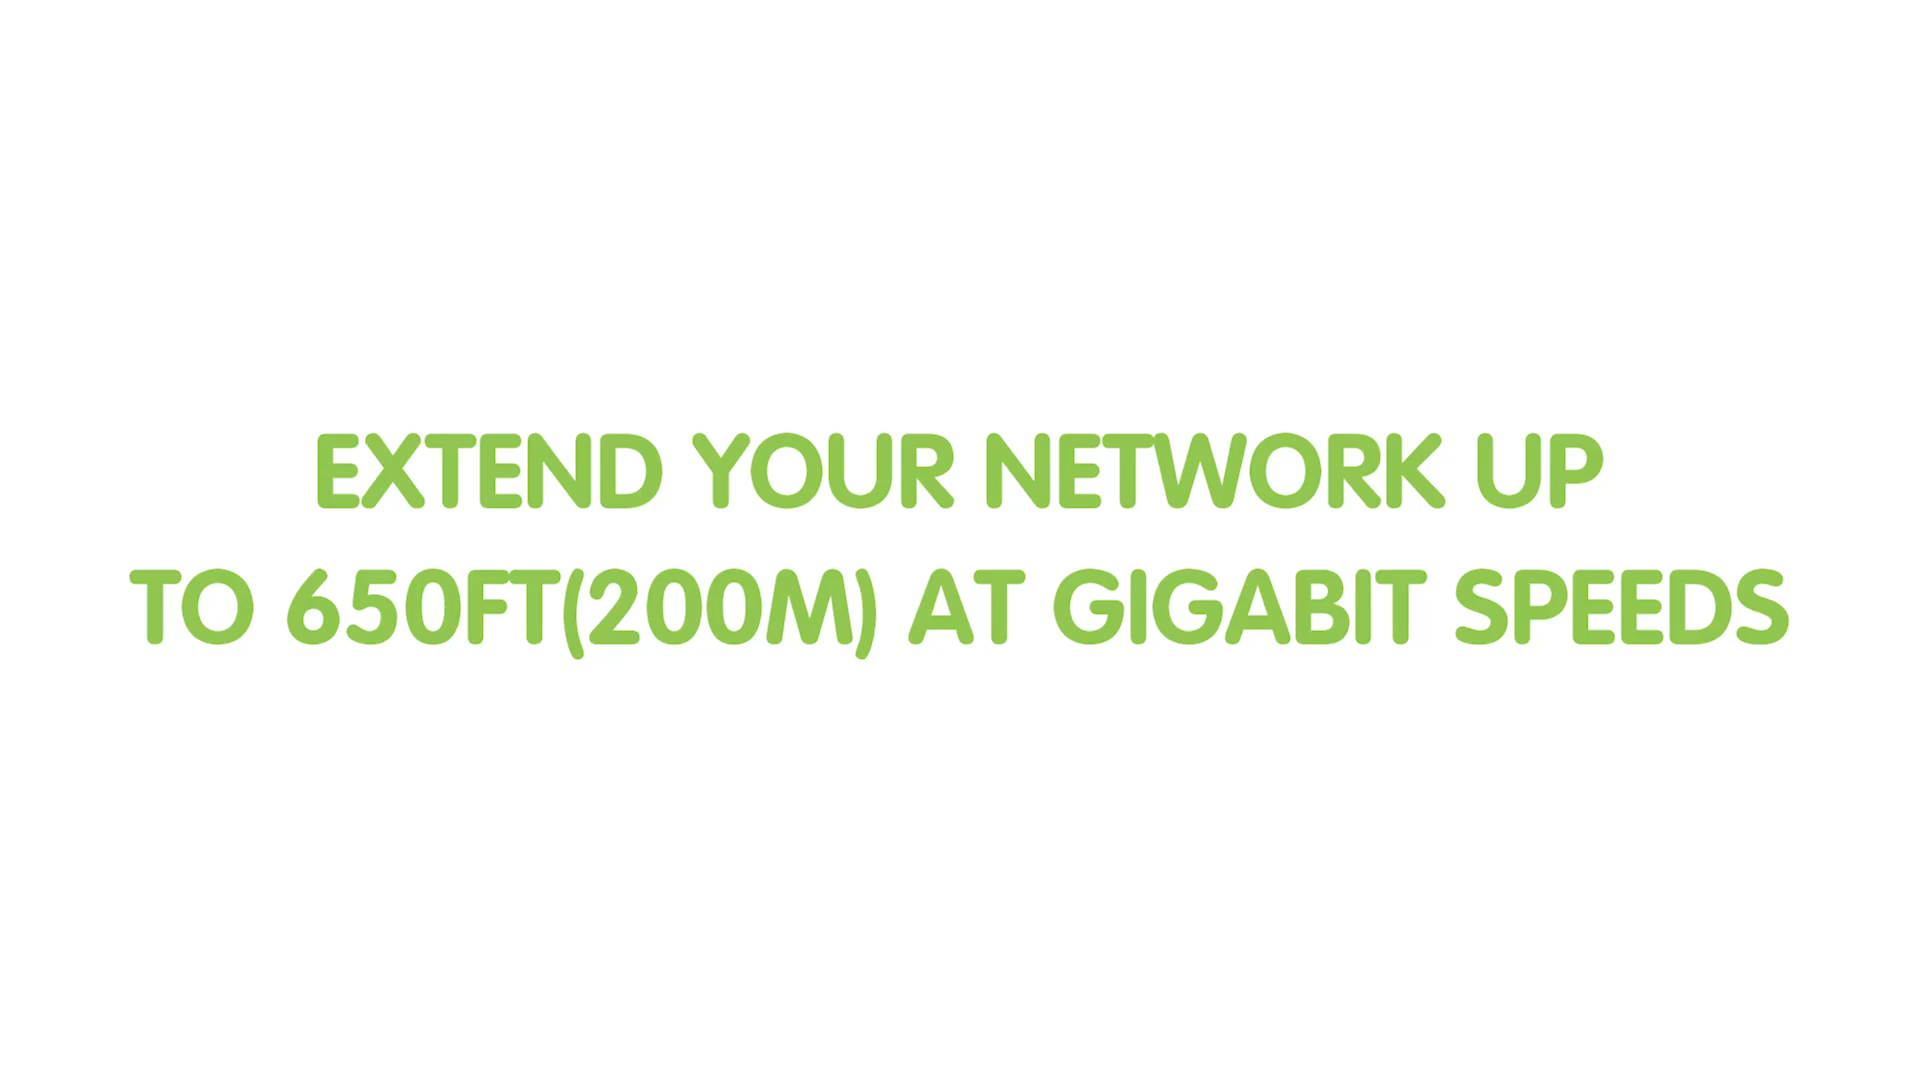 EXTEND YOUR NETWORK UP
TO 650FT(200M) AT GIGABIT SPEEDS